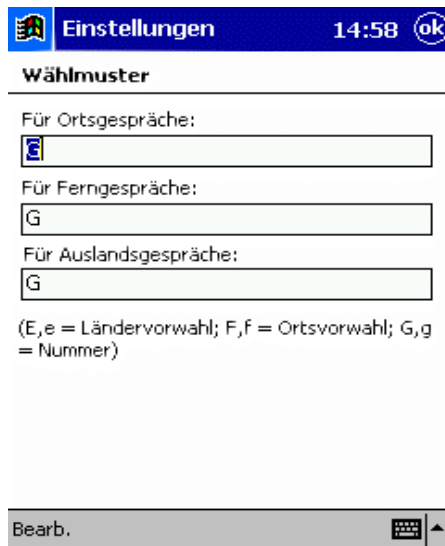 Einstellungen 14:58 ok
Wählmuster
Für Ortsgespräche:
G
Für Ferngespräche:
G
Für Auslandsgespräche:
G
(E,e = Ländervorwahl; F,f = Ortsvorwahl; G,g
= Nummer)
Bearb.